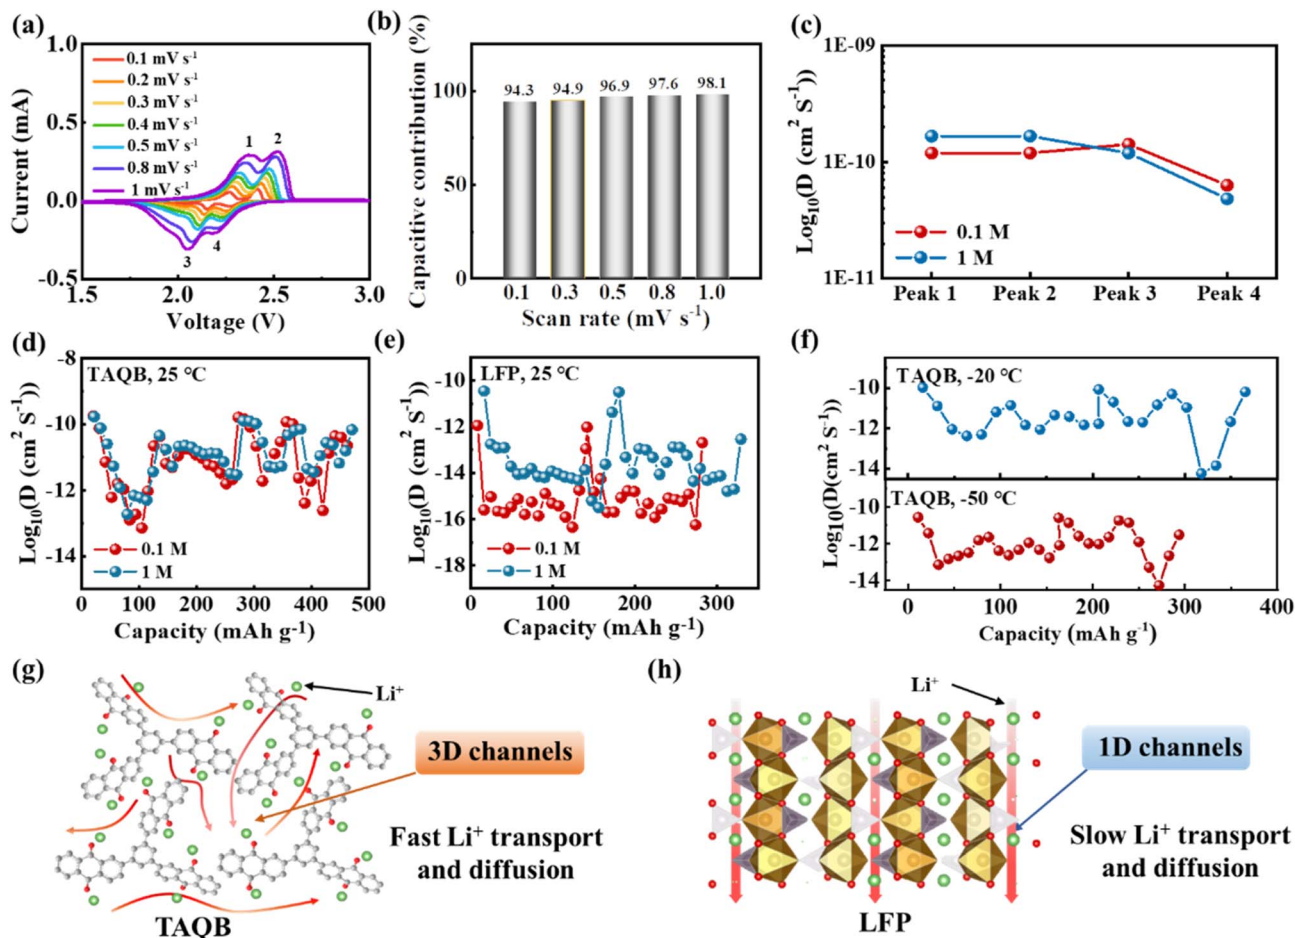 (a)
1.0
0.5
0.0
-0.5
Current (mA)
0.1 mV s⁻¹
0.2 mV s⁻¹
0.3 mV s⁻¹
0.4 mV s⁻¹
0.5 mV s⁻¹
0.8 mV s⁻¹
1 mV s⁻¹
1 2
3 4
1.5 2.0 2.5 3.0
Voltage (V)
(b)
Capacitive contribution (%)
100
50
0
94.3 94.9 96.9 97.6 98.1
0.1 0.3 0.5 0.8 1.0
Scan rate (mV s⁻¹)
(c)
Log₁₀(D (cm² S⁻¹))
1E-09
1E-10
1E-11
0.1 M
1 M
Peak 1 Peak 2 Peak 3 Peak 4
(d)
Log₁₀(D (cm² S⁻¹))
-8
-10
-12
-14
TAQB, 25 °C
0.1 M
1 M
0 100 200 300 400 500
Capacity (mAh g⁻¹)
(e)
Log₁₀(D (cm² S⁻¹))
-10
-12
-14
-16
-18
LFP, 25 °C
0.1 M
1 M
0 100 200 300
Capacity (mAh g⁻¹)
(f)
Log10(D(cm² S⁻¹))
-10
-12
-14
TAQB, -20 °C
-10
-12
-14
TAQB, -50 °C
0 100 200 300 400
Capacity (mAh g⁻¹)
(g)
Li⁺
3D channels
Fast Li⁺ transport
and diffusion
TAQB
(h)
Li⁺
1D channels
Slow Li⁺ transport
and diffusion
LFP